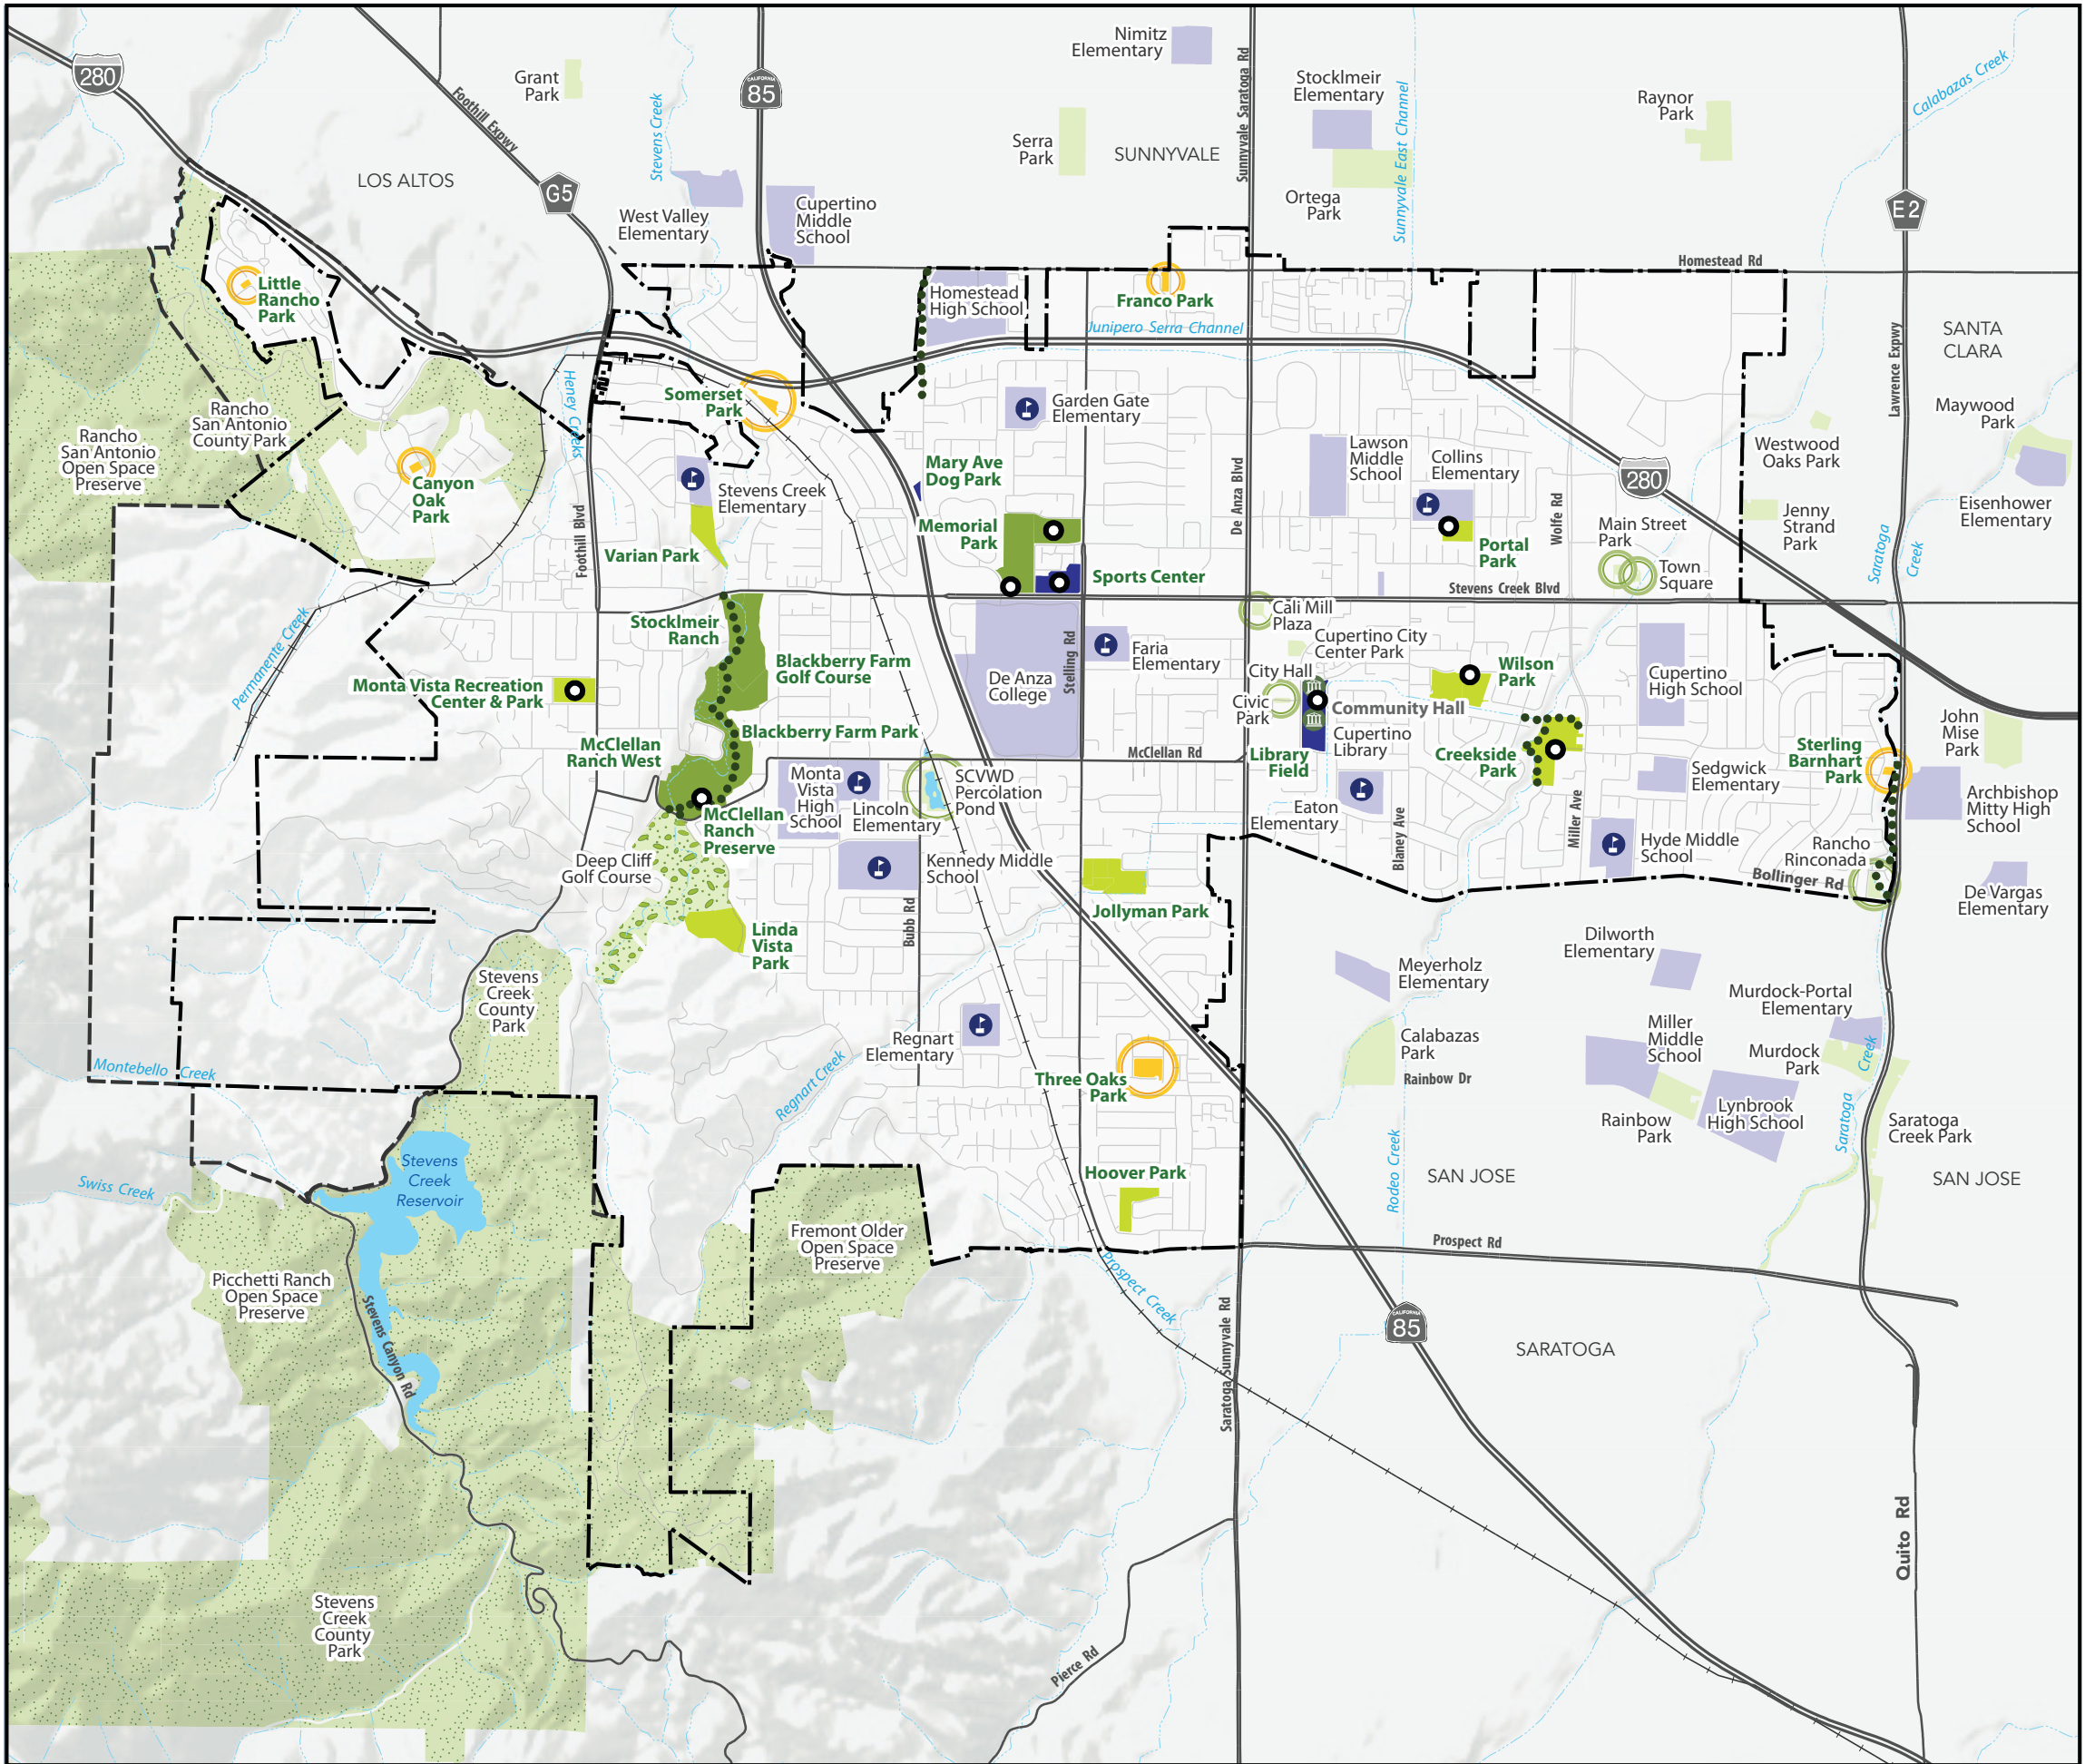 Nimitz
Elementary
280
Grant
Park
CALIFORNIA
85
Stocklmeir
Elementary
Raynor
Park
Calabazas Creek
Foothill Expwy
Stevens Creek
Sunnyvale Saratoga Rd
Sunnyvale East Channel
Serra
Park
SUNNYVALE
LOS ALTOS
G5
West Valley
Elementary
Cupertino
Middle
School
Ortega
Park
E2
Homestead Rd
Little
Rancho
Park
Homestead
High School
Franco Park
Junipero Serra Channel
SANTA
CLARA
Lawrence Expwy
Heney Creeks
Somerset
Park
Garden Gate
Elementary
Maywood
Park
Rancho
San Antonio
County Park
Rancho
San Antonio
Open Space
Preserve
Canyon
Oak
Park
Stevens Creek
Elementary
Mary Ave
Dog Park
De Anza Blvd
Lawson
Middle
School
Collins
Elementary
280
Westwood
Oaks Park
Eisenhower
Elementary
Foothill Blvd
Varian Park
Memorial
Park
Portal
Park
Wolfe Rd
Main Street
Park
Jenny
Strand
Park
Saratoga
Creek
Sports Center
Town
Square
Stevens Creek Blvd
Permanente Creek
Stocklmeir
Ranch
Cali Mill
Plaza
Cupertino City
Center Park
Stelling Rd
Faria
Elementary
Blackberry Farm
Golf Course
De Anza
College
City Hall
Civic
Park
Community Hall
Wilson
Park
Cupertino
High School
Monta Vista Recreation
Center & Park
Blackberry Farm Park
McClellan
Ranch West
McClellan Rd
Library
Field
Cupertino
Library
Creekside
Park
Sterling
Barnhart
Park
John
Mise
Park
Monta
Vista
High
School
Lincoln
Elementary
SCVWD
Percolation
Pond
Sedgwick
Elementary
Archbishop
Mitty High
School
McClellan
Ranch
Preserve
Eaton
Elementary
Blaney Ave
Miller Ave
Hyde Middle
School
Rancho
Rinconada
Bollinger Rd
Deep Cliff
Golf Course
Kennedy Middle
School
De Vargas
Elementary
Jollyman Park
Linda
Vista
Park
Bubb Rd
Dilworth
Elementary
Stevens
Creek
County
Park
Meyerholz
Elementary
Murdock-Portal
Elementary
Regnart
Elementary
Calabazas
Park
Miller
Middle
School
Murdock
Park
Creek
Montebello Creek
Regnart Creek
Three Oaks
Park
Rainbow Dr
Rainbow
Park
Lynbrook
High School
Saratoga
Saratoga
Creek Park
Stevens
Creek
Reservoir
Swiss Creek
Hoover Park
Rodeo Creek
SAN JOSE
SAN JOSE
Fremont Older
Open Space
Preserve
Prospect Rd
Picchetti Ranch
Open Space
Preserve
Prospect Creek
Stevens Canyon Rd
Saratoga Sunnyvale Rd
CALIFORNIA
85
SARATOGA
Quito Rd
Stevens
Creek
County
Park
Pierce Rd